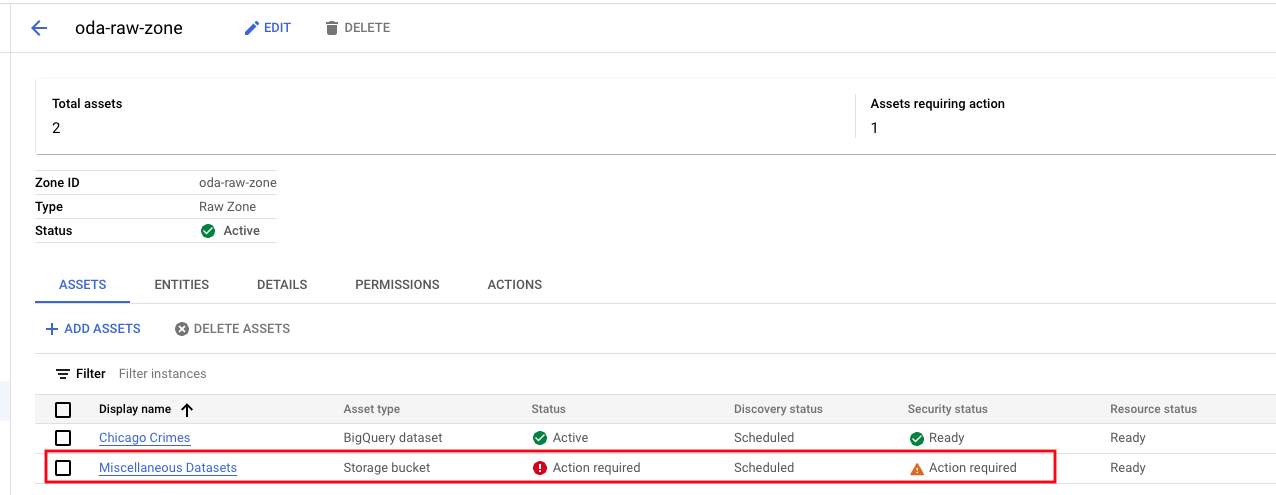 oda-raw-zone EDIT DELETE
Total assets Assets requiring action
2 1
Zone ID oda-raw-zone
Type Raw Zone
Status Active
ASSETS ENTITIES DETAILS PERMISSIONS ACTIONS
ADD ASSETS DELETE ASSETS
Filter Filter instances
Display name Asset type Status Discovery status Security status Resource status
Chicago Crimes BigQuery dataset Active Scheduled Ready Ready
Miscellaneous Datasets Storage bucket Action required Scheduled Action required Ready